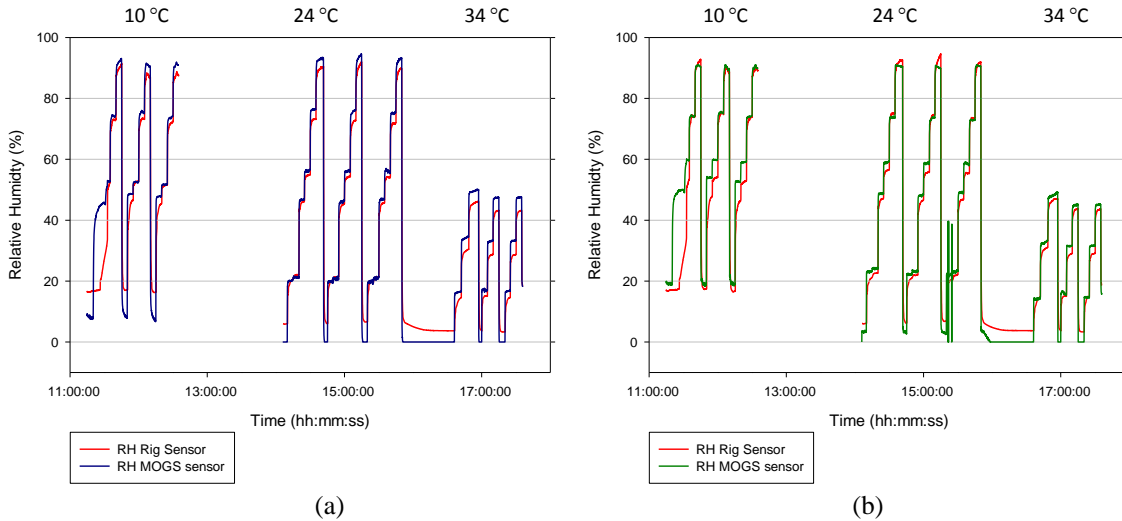 10 °C 24 °C 34 °C 10 °C 24 °C 34 °C
100 100
80 80
60 60
40 40
20 20
0 0
Relative Humidity (%) Relative Humidity (%)
11:00:00 13:00:00 15:00:00 17:00:00 11:00:00 13:00:00 15:00:00 17:00:00
Time (hh:mm:ss) Time (hh:mm:ss)
RH Rig Sensor RH Rig Sensor
RH MOGS sensor RH MOGS sensor
(a) (b)